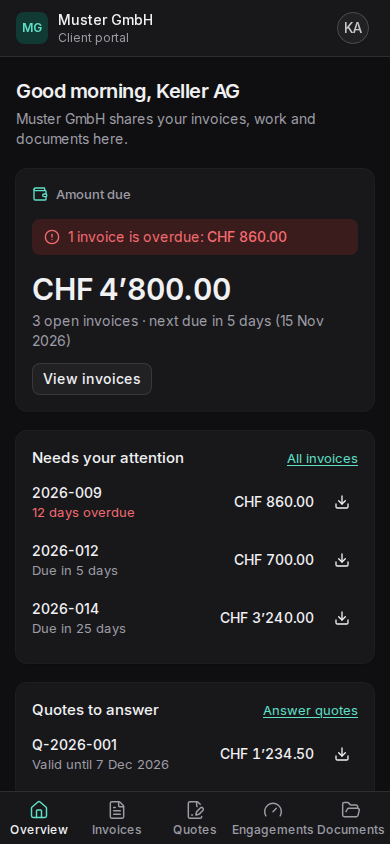 MG
Muster GmbH
Client portal
KA
Good morning, Keller AG
Muster GmbH shares your invoices, work and
documents here.
Amount due
1 invoice is overdue: CHF 860.00
CHF 4’800.00
3 open invoices · next due in 5 days (15 Nov
2026)
View invoices
Needs your attention
All invoices
2026-009
12 days overdue
CHF 860.00
2026-012
Due in 5 days
CHF 700.00
2026-014
Due in 25 days
CHF 3’240.00
Quotes to answer
Answer quotes
Q-2026-001
Valid until 7 Dec 2026
CHF 1’234.50
Overview
Invoices
Quotes
Engagements
Documents